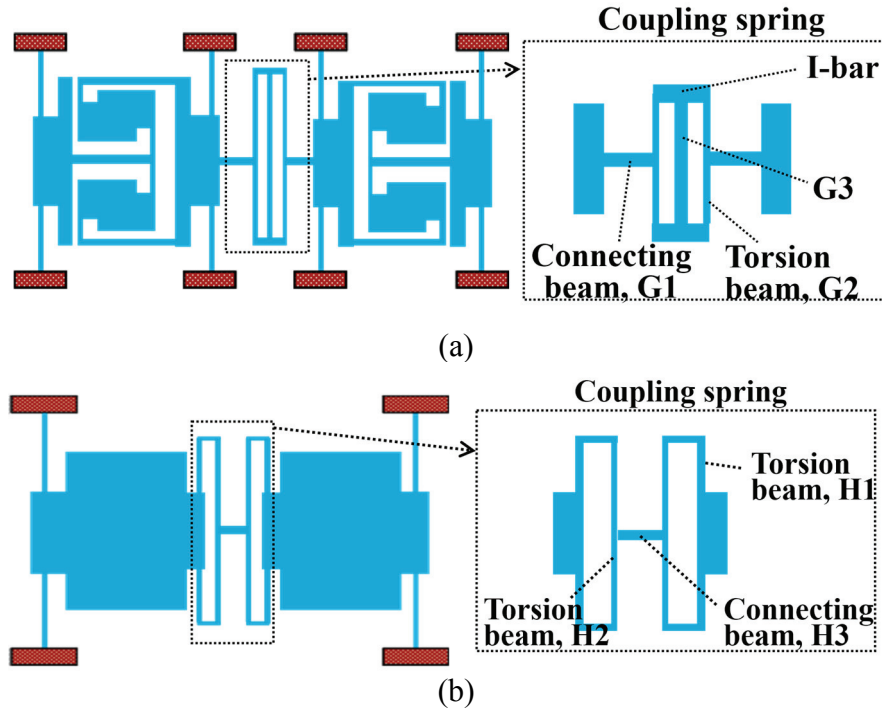 Coupling spring
I-bar
G3
Connecting
beam, G1
Torsion
beam, G2
(a)
Coupling spring
Torsion
beam, H1
Torsion
beam, H2
Connecting
beam, H3
(b)